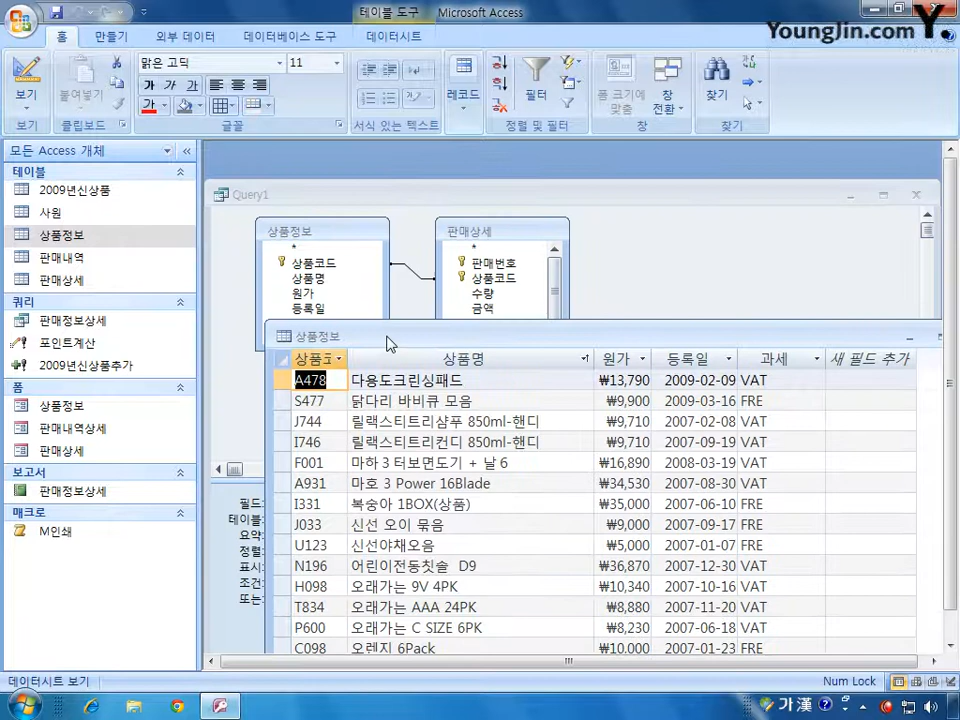 테이블 도구 Microsoft Access
YoungJin.com Y.
홈 만들기 외부 데이터 데이터베이스 도구 데이터시트
맑은 고딕 11
보기 붙여넣기 가 가 가 가 레코드 필터 폼 크기에 맞춤 창 전환 찾기
보기 클립보드 글꼴 서식 있는 텍스트 정렬 및 필터 창 찾기
모든 Access 개체
테이블
2009년신상품
사원
상품정보
판매내역
판매상세
쿼리
판매정보상세
포인트계산
2009년신상품추가
폼
상품정보
판매내역상세
판매상세
보고서
판매정보상세
매크로
M인쇄
Query1
상품정보
*
상품코드
상품명
원가
등록일
판매상세
*
판매번호
상품코드
수량
금액
필드:
테이블:
요약:
정렬:
표시:
조건:
또는:
상품정보
상품코 상품명 원가 등록일 과세 새 필드 추가
A478 다용도크린싱패드 ₩13,790 2009-02-09 VAT
S477 닭다리 바비큐 모음 ₩9,900 2009-03-16 FRE
J744 릴랙스티트리샴푸 850ml-핸디 ₩9,710 2007-02-08 VAT
I746 릴랙스티트리컨디 850ml-핸디 ₩9,710 2007-09-19 VAT
F001 마하 3 터보면도기 + 날 6 ₩16,890 2008-03-19 VAT
A931 마호 3 Power 16Blade ₩34,530 2007-08-30 VAT
I331 복숭아 1BOX(상품) ₩35,000 2007-06-10 FRE
J033 신선 오이 묶음 ₩9,000 2007-09-17 FRE
U123 신선야채모음 ₩5,000 2007-01-07 FRE
N196 어린이전동칫솔 D9 ₩36,870 2007-12-30 VAT
H098 오래가는 9V 4PK ₩10,340 2007-10-16 VAT
T834 오래가는 AAA 24PK ₩8,880 2007-11-20 VAT
P600 오래가는 C SIZE 6PK ₩8,230 2007-06-18 VAT
C098 오렌지 6Pack ₩10,000 2007-01-23 FRE
데이터시트 보기 Num Lock
가 漢